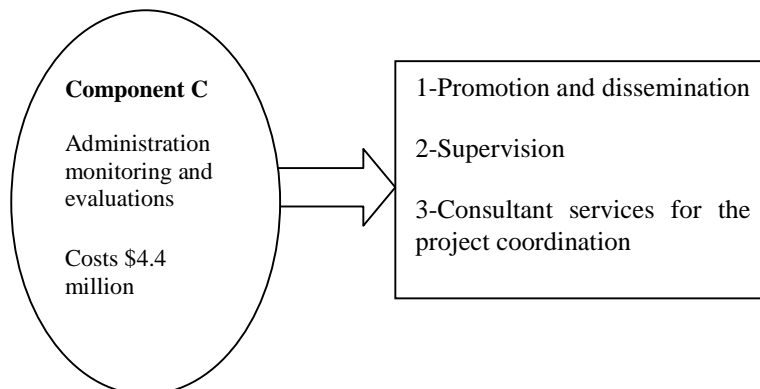 Component C
Administration
monitoring and
evaluations
Costs $4.4
million
1-Promotion and dissemination
2-Supervision
3-Consultant services for the
project coordination